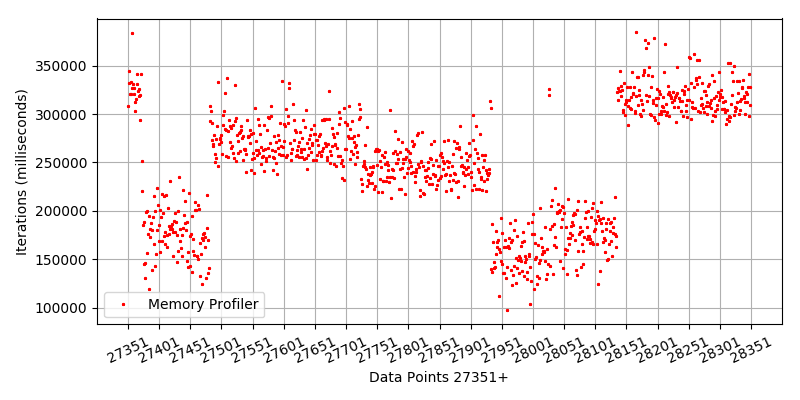 350000
300000
250000
200000
150000
100000
Iterations (milliseconds)
Memory Profiler
27351 27401 27451 27501 27551 27601 27651 27701 27751 27801 27851 27901 27951 28001 28051 28101 28151 28201 28251 28301 28351
Data Points 27351+